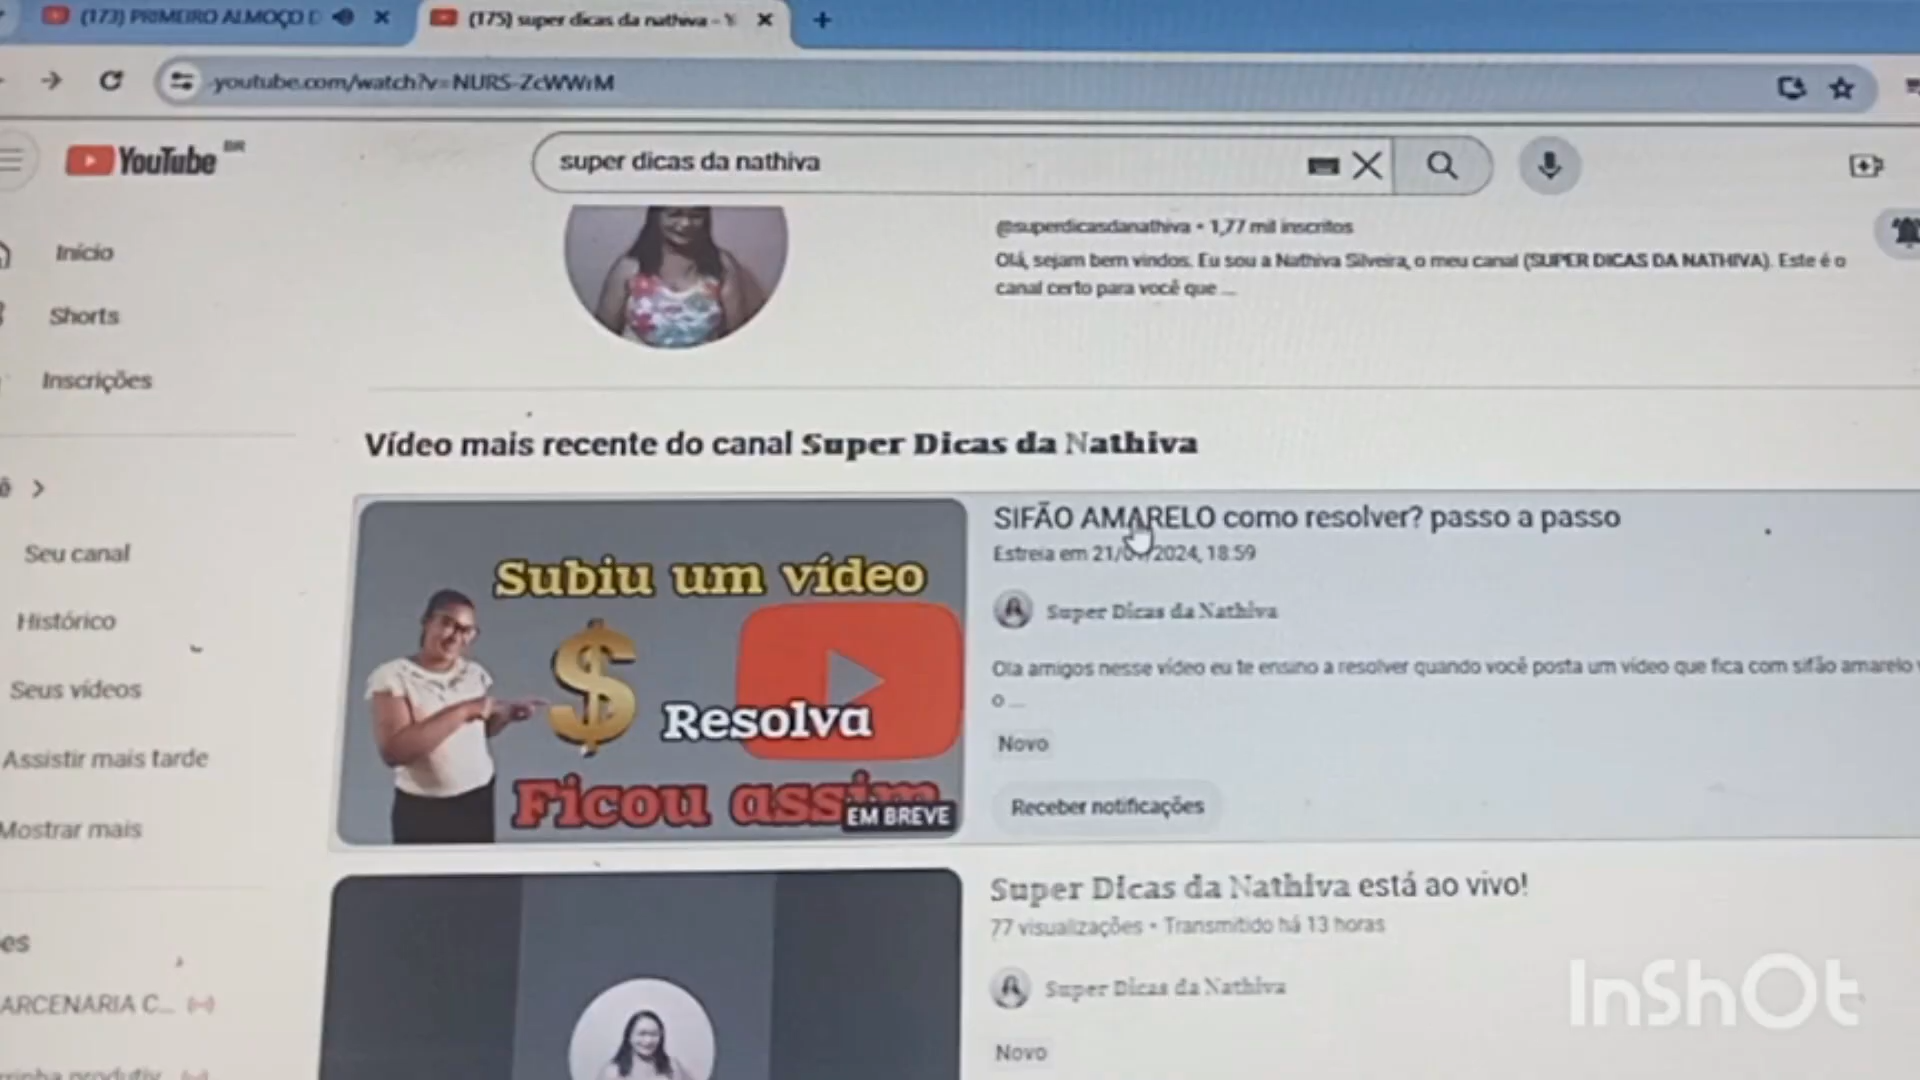 (173) PRIMEIRO ALMOÇO D
(175) super dicas da nathiva - Y
youtube.com/watch?v=NURS-ZcWWrM
YouTube BR
super dicas da nathiva
@superdicasdanathiva • 1,77 mil inscritos
Olá, sejam bem vindos. Eu sou a Nathiva Silveira, o meu canal (SUPER DICAS DA NATHIVA). Este é o
canal certo para você que ...
Início
Shorts
Inscrições
Seu canal
Histórico
Seus vídeos
Assistir mais tarde
Mostrar mais
ARCENARIA C...
Vídeo mais recente do canal Super Dicas da Nathiva
Subiu um vídeo
$
Resolva
Ficou assim
EM BREVE
SIFÃO AMARELO como resolver? passo a passo
Estreia em 21/0 /2024, 18:59
Super Dicas da Nathiva
Ola amigos nesse vídeo eu te ensino a resolver quando você posta um vídeo que fica com sifão amarelo
o ...
Novo
Receber notificações
Super Dicas da Nathiva está ao vivo!
77 visualizações • Transmitido há 13 horas
Super Dicas da Nathiva
Novo
InShOt